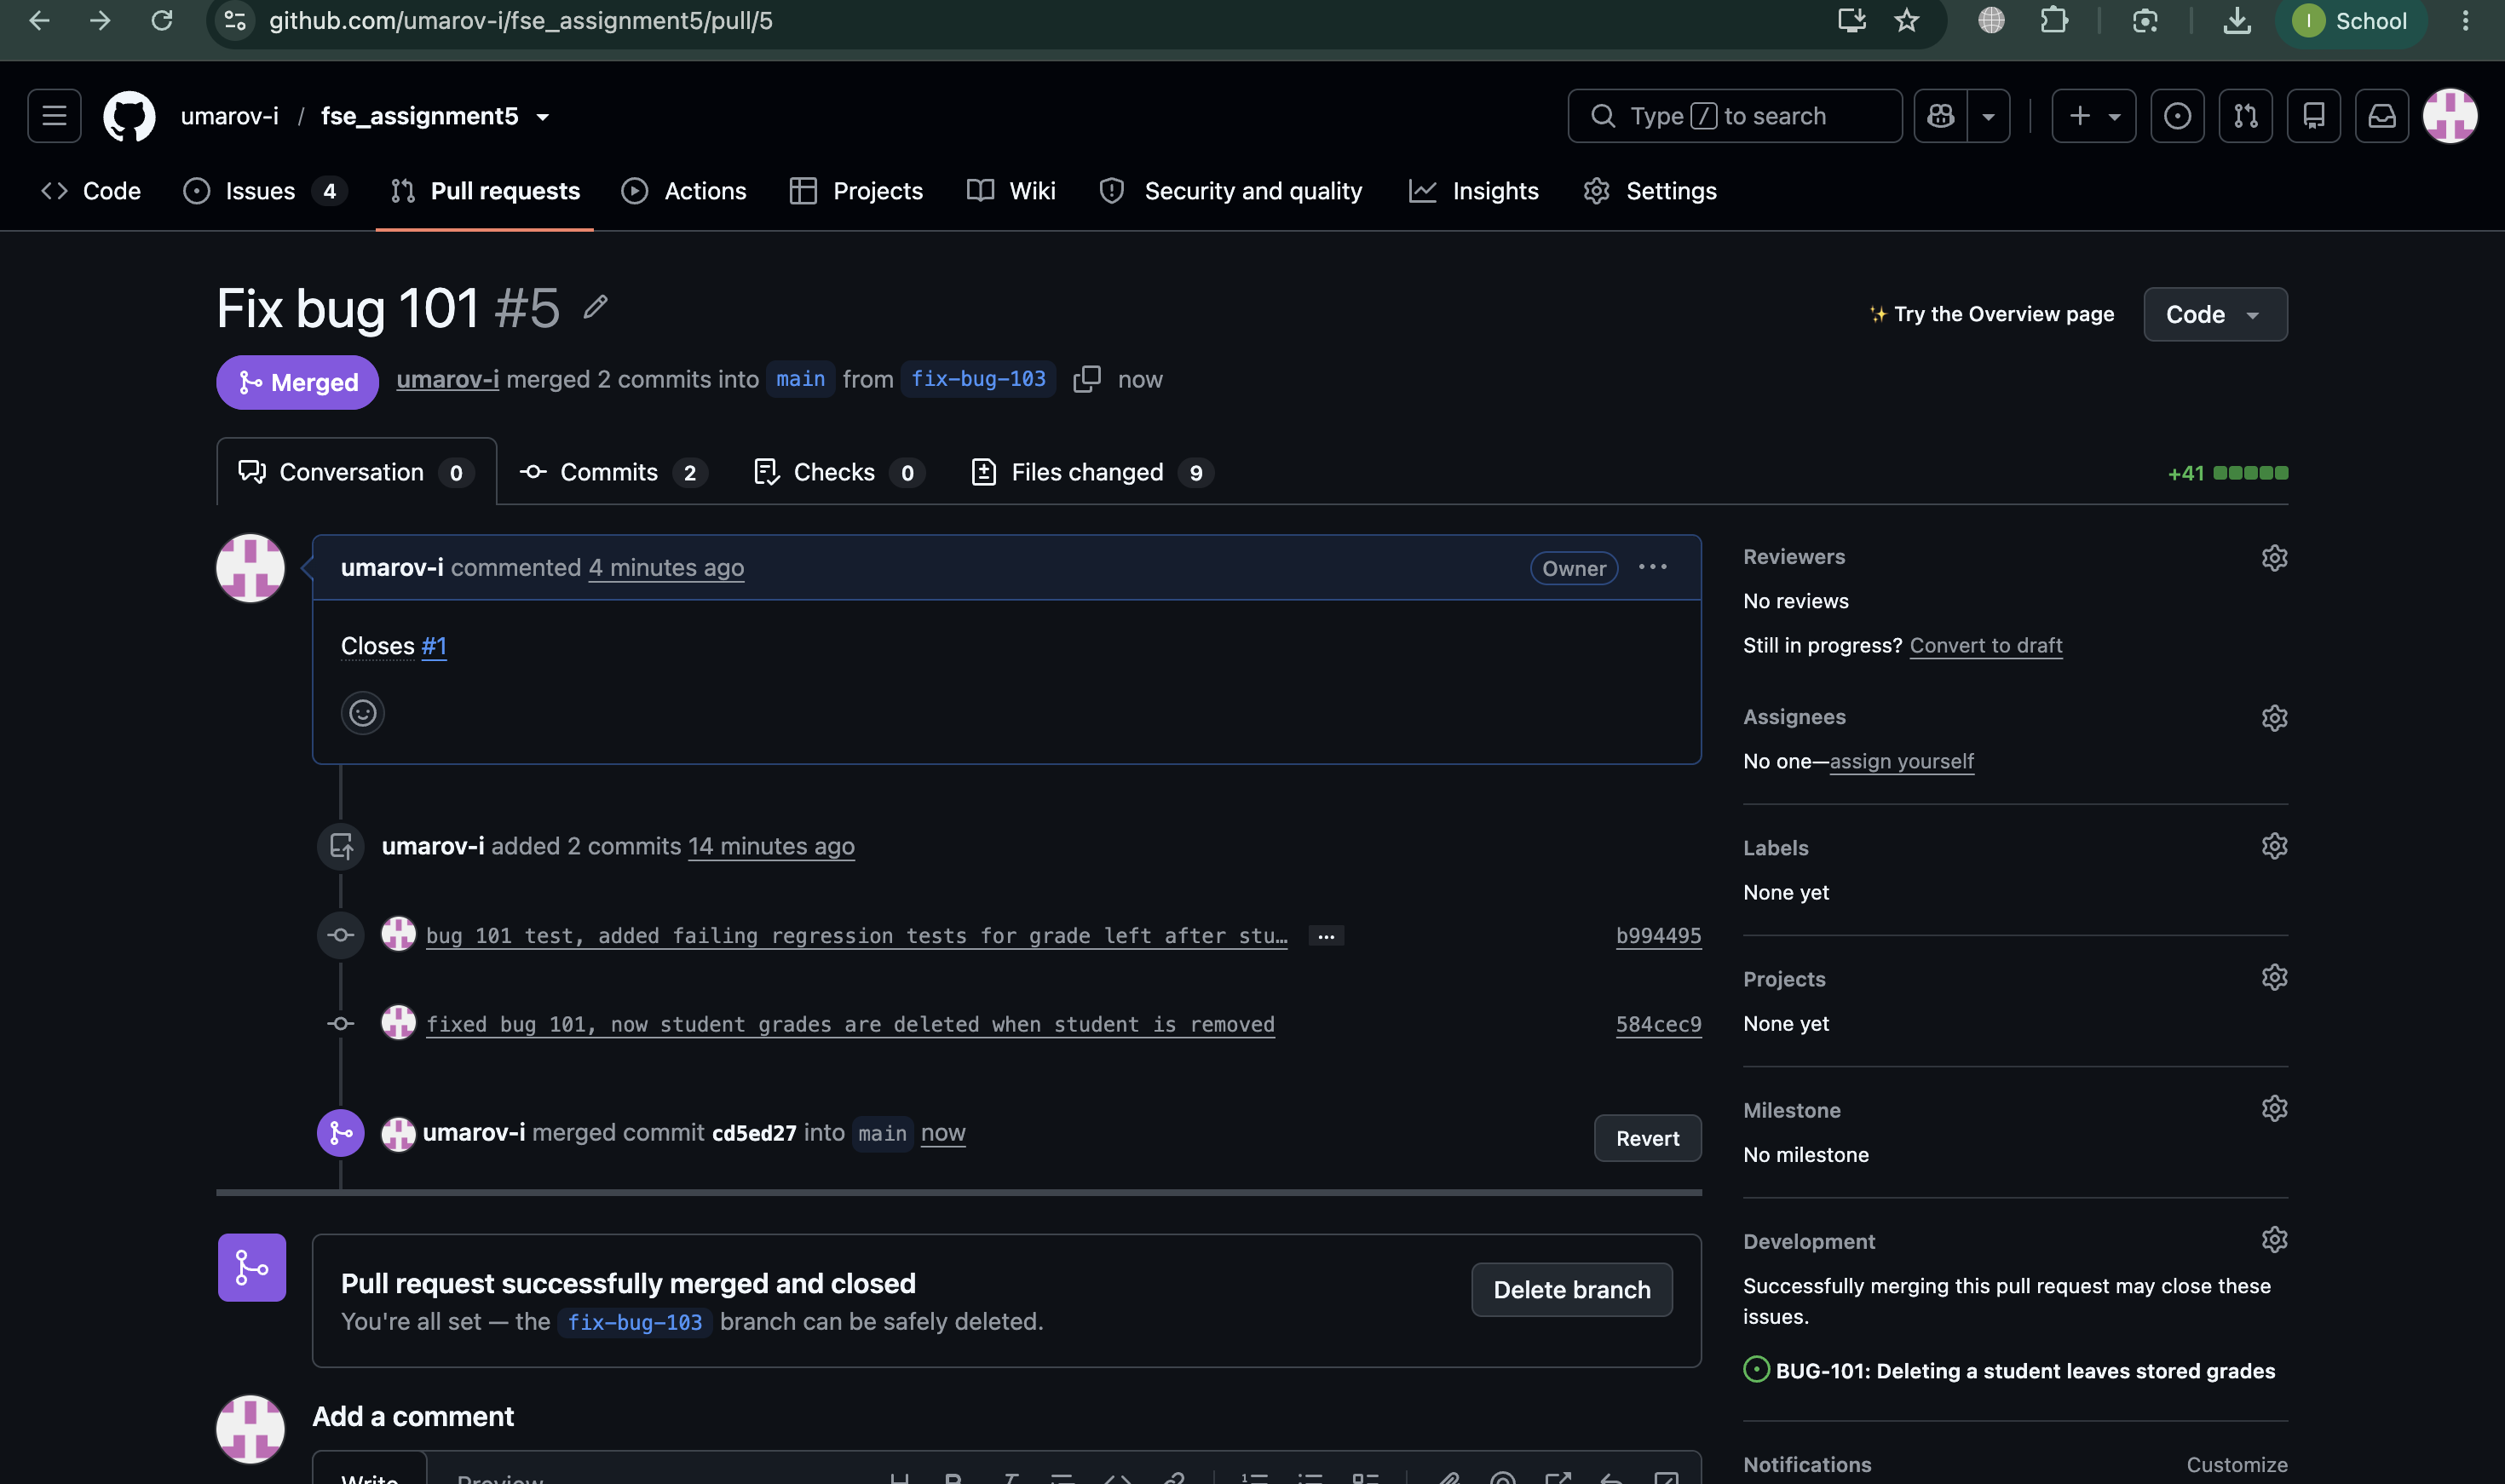 github.com/umarov-i/fse_assignment5/pull/5
I School
umarov-i / fse_assignment5
Type / to search
Code Issues 4 Pull requests Actions Projects Wiki Security and quality Insights Settings
Fix bug 101 #5
✨ Try the Overview page
Code
Merged umarov-i merged 2 commits into main from fix-bug-103 now
Conversation 0 Commits 2 Checks 0 Files changed 9
+41
umarov-i commented 4 minutes ago
Owner
Closes #1
umarov-i added 2 commits 14 minutes ago
bug 101 test, added failing regression tests for grade left after stu… … b994495
fixed bug 101, now student grades are deleted when student is removed 584cec9
umarov-i merged commit cd5ed27 into main now
Revert
Pull request successfully merged and closed
You're all set — the fix-bug-103 branch can be safely deleted.
Delete branch
Add a comment
Write Preview
Reviewers
No reviews
Still in progress? Convert to draft
Assignees
No one—assign yourself
Labels
None yet
Projects
None yet
Milestone
No milestone
Development
Successfully merging this pull request may close these
issues.
BUG-101: Deleting a student leaves stored grades
Notifications Customize